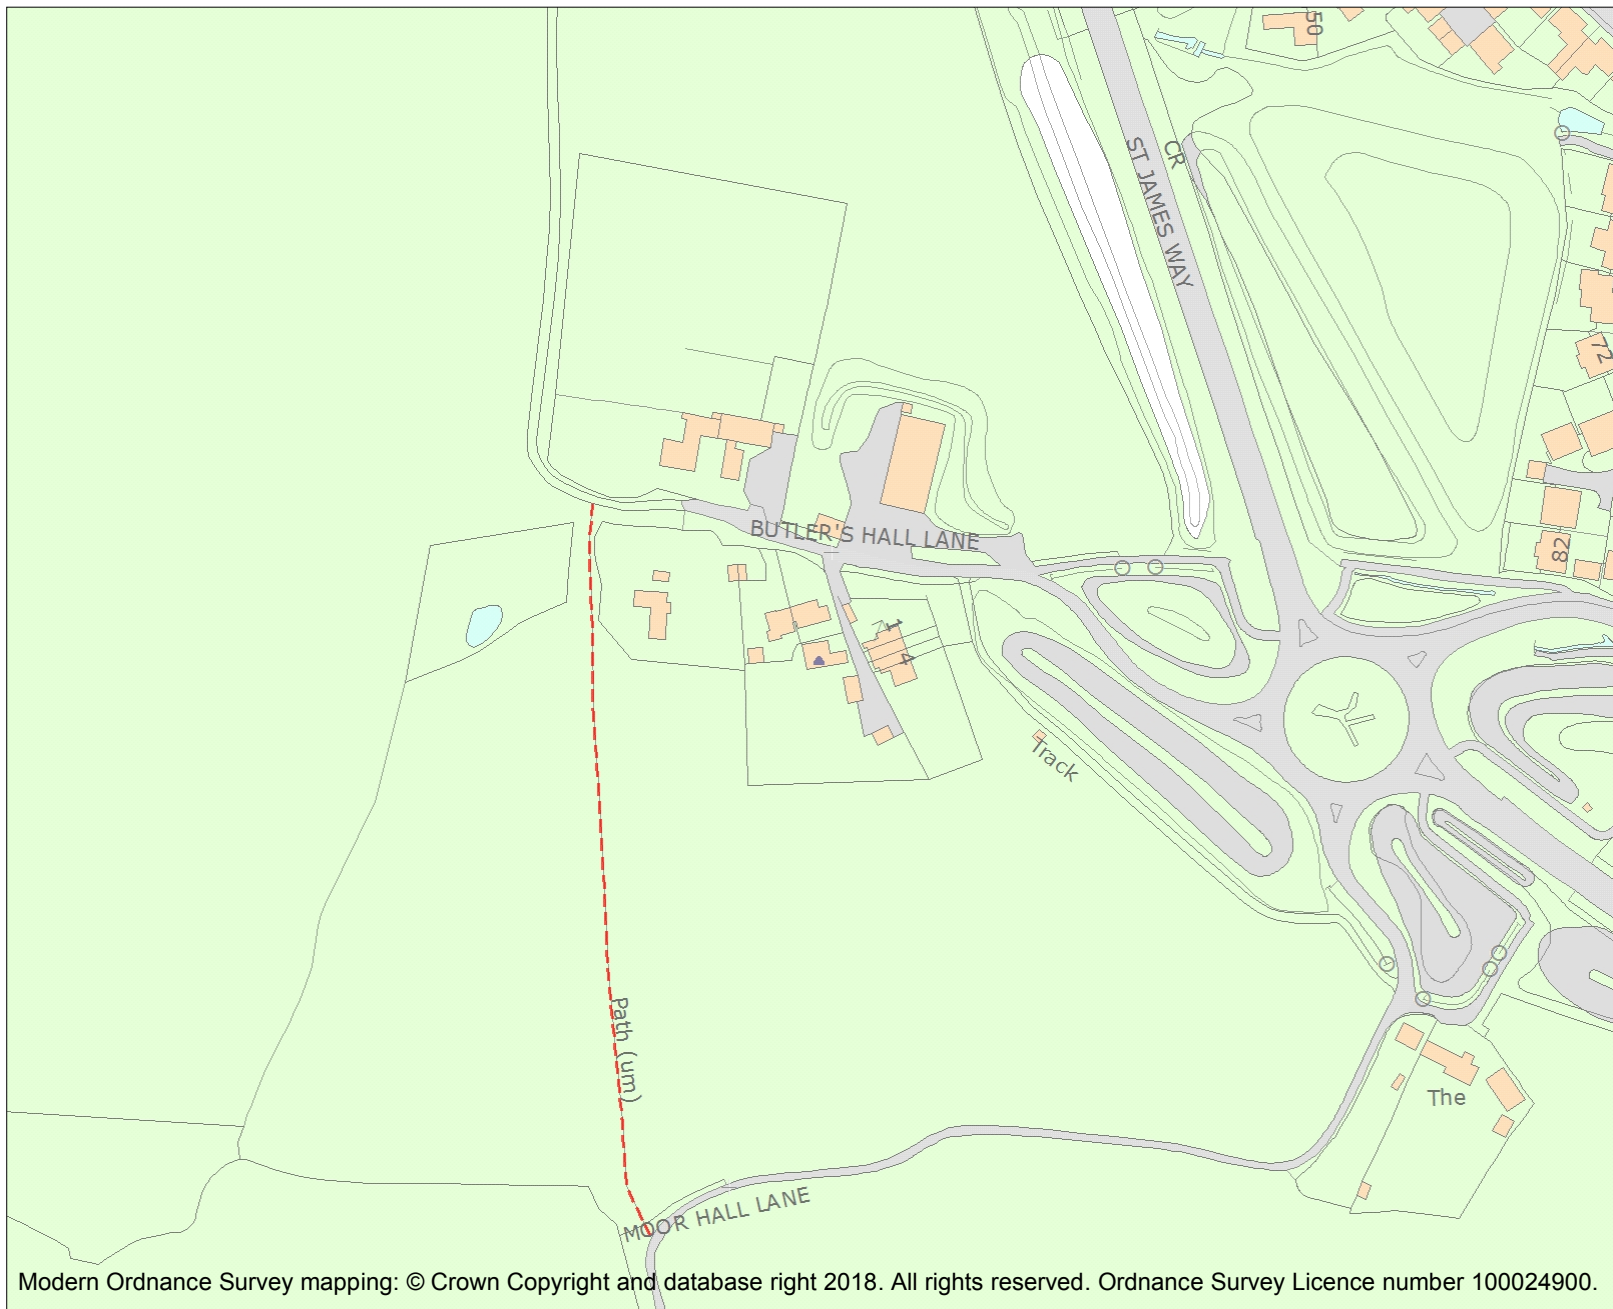 50
CR
ST JAMES WAY
72
BUTLER'S HALL LANE
82
1
4
Track
Path (um)
The
MOOR HALL LANE
Modern Ordnance Survey mapping: © Crown Copyright and database right 2018. All rights reserved. Ordnance Survey Licence number 100024900.